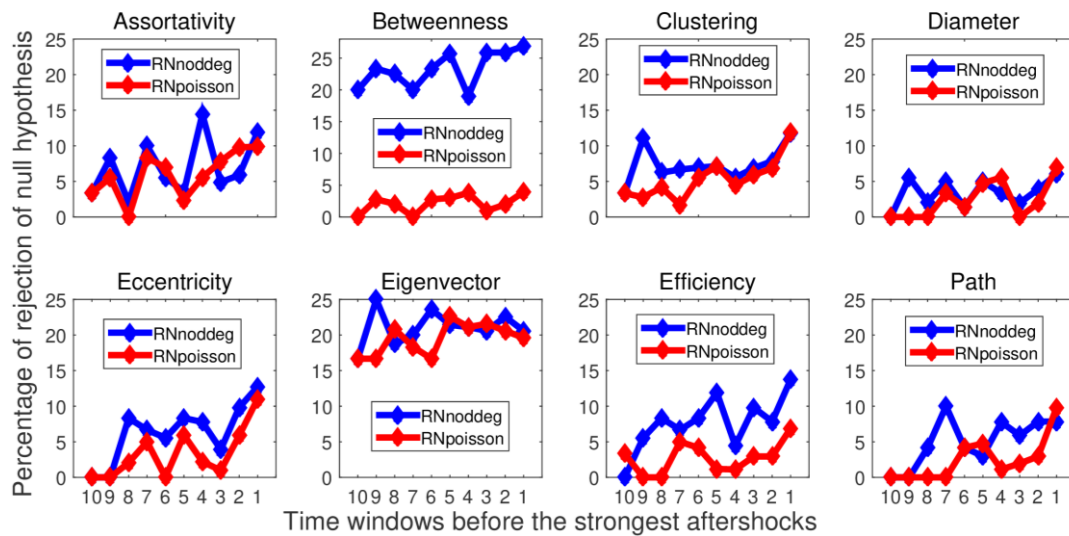 Percentage of rejection of null hypothesis
Assortativity
25
20
15
10
5
0
RNnoddeg
RNpoisson
Betweenness
25
20
15
10
5
0
RNnoddeg
RNpoisson
Clustering
25
20
15
10
5
0
RNnoddeg
RNpoisson
Diameter
25
20
15
10
5
0
RNnoddeg
RNpoisson
Eccentricity
25
20
15
10
5
0
RNnoddeg
RNpoisson
10 9 8 7 6 5 4 3 2 1
Eigenvector
25
20
15
10
5
0
RNnoddeg
RNpoisson
10 9 8 7 6 5 4 3 2 1
Efficiency
25
20
15
10
5
0
RNnoddeg
RNpoisson
10 9 8 7 6 5 4 3 2 1
Path
25
20
15
10
5
0
RNnoddeg
RNpoisson
10 9 8 7 6 5 4 3 2 1
Time windows before the strongest aftershocks